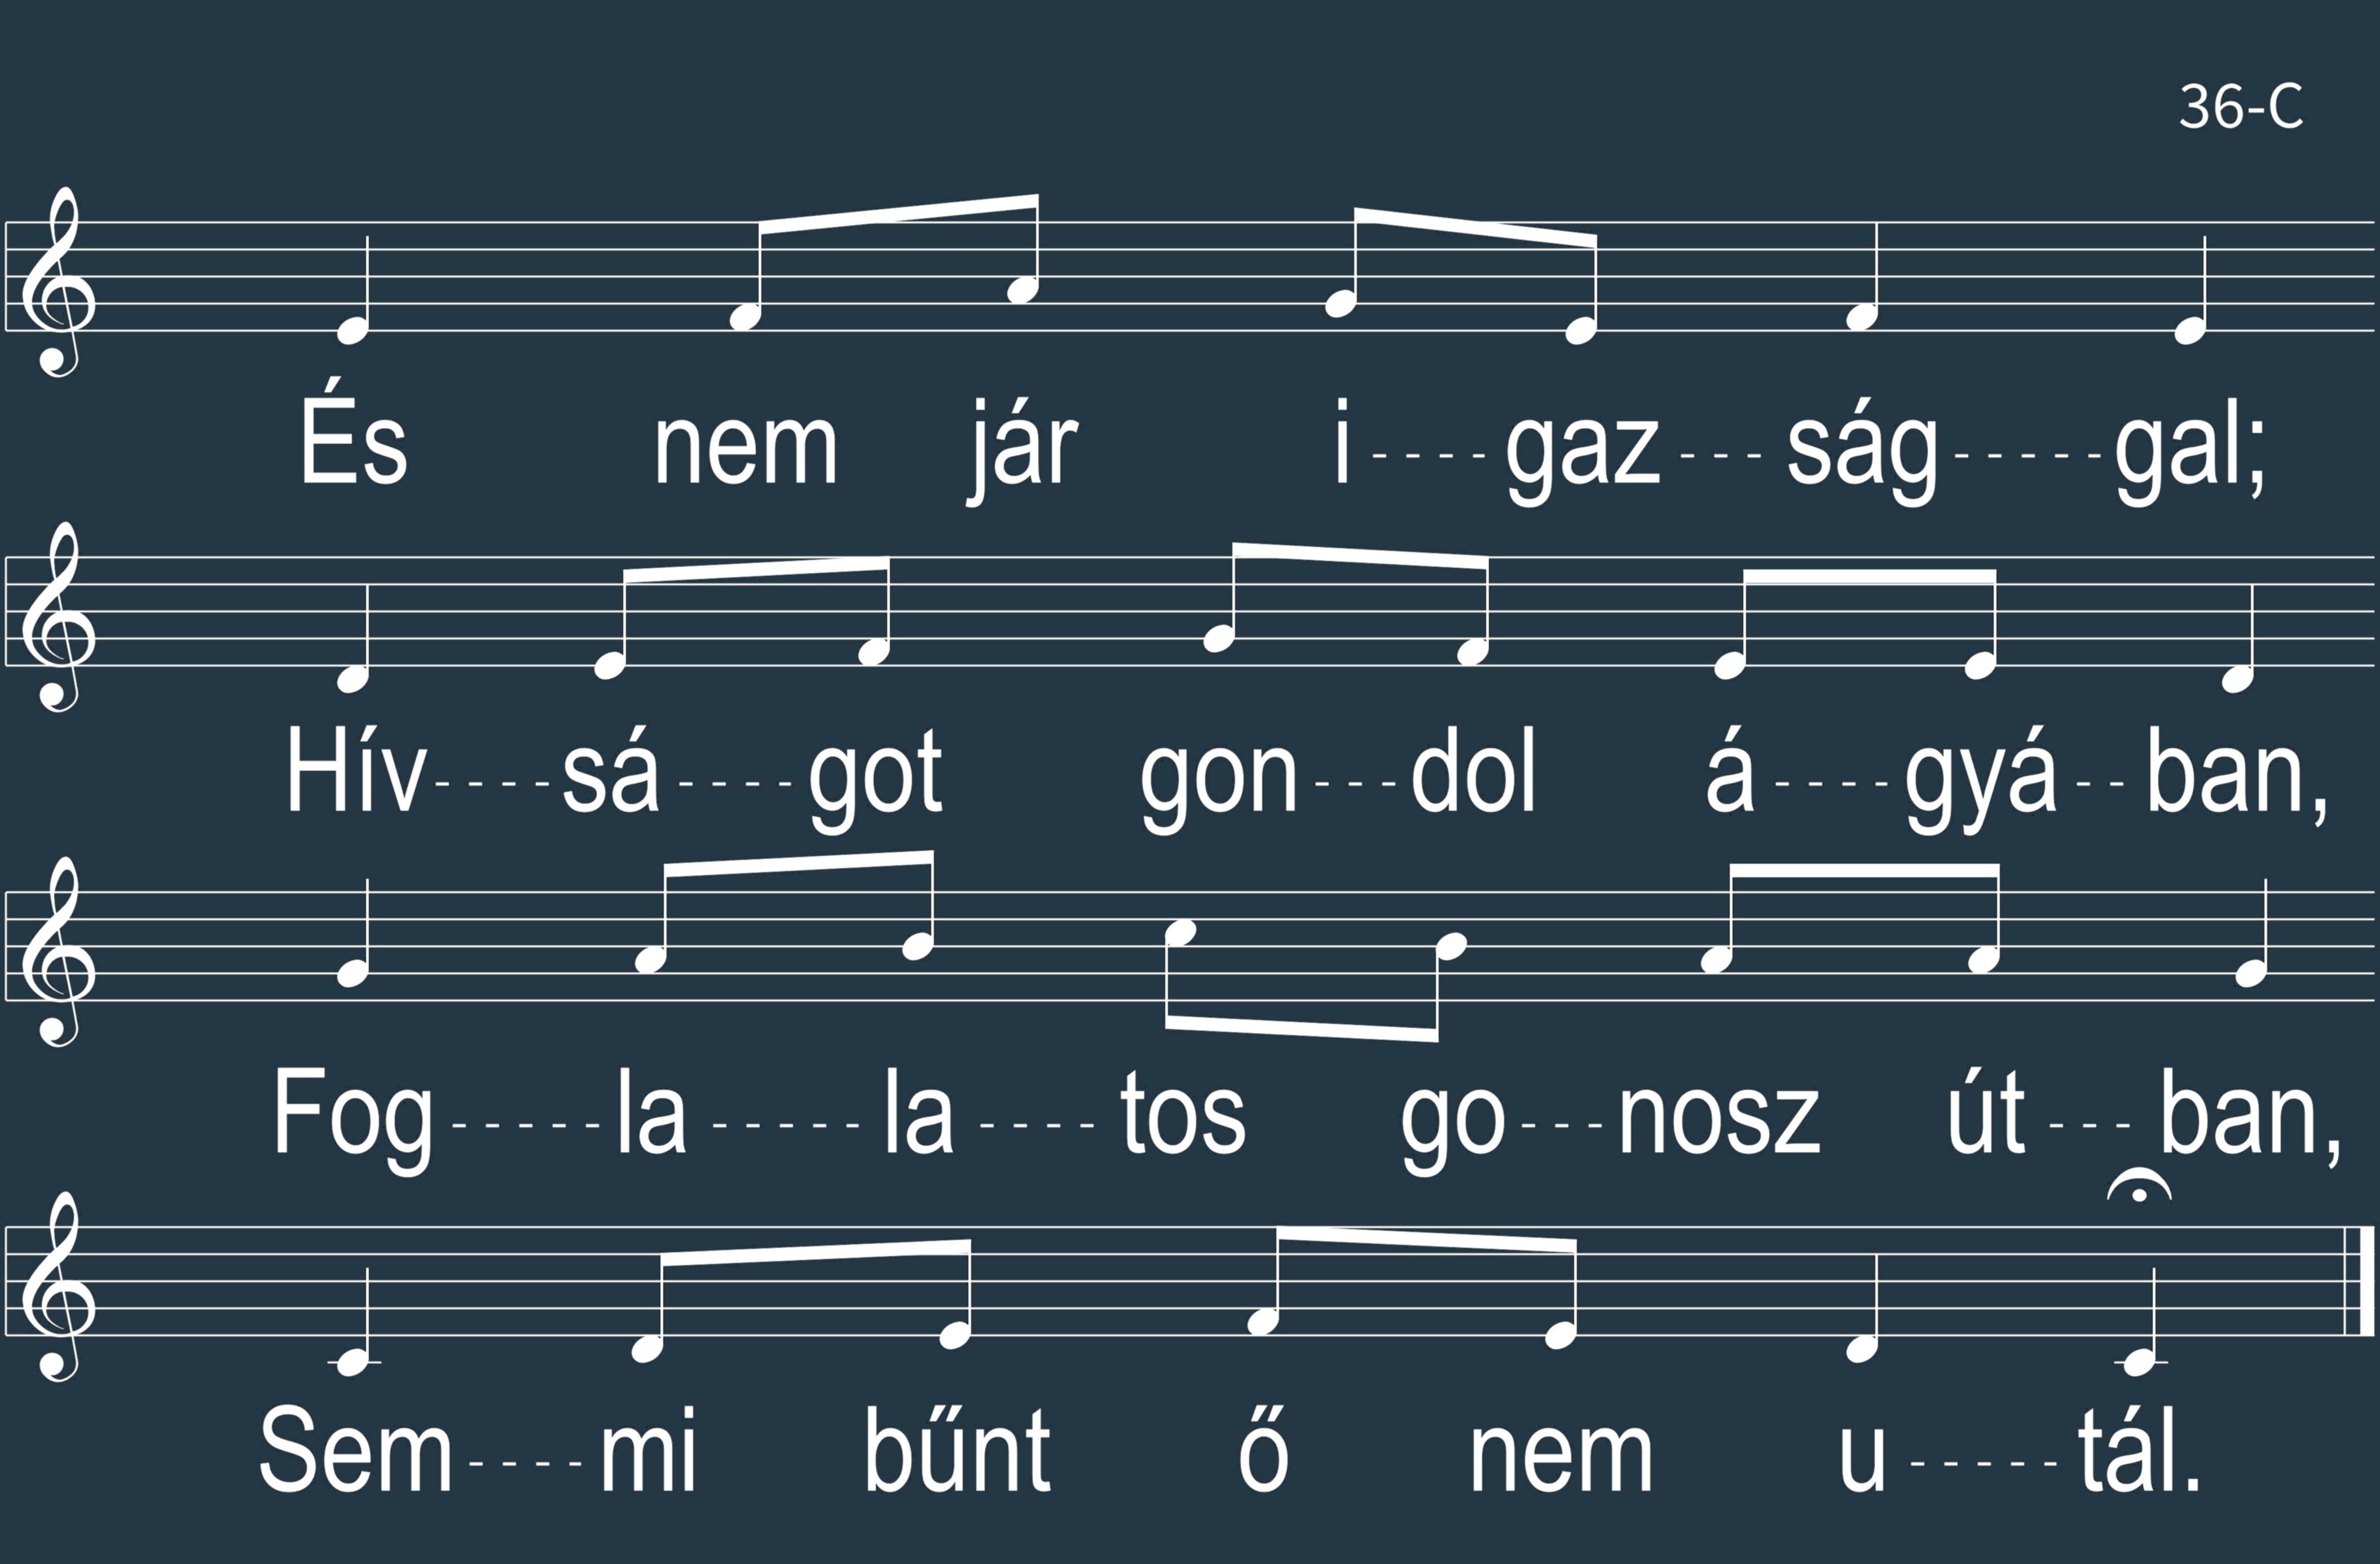 36-C
És nem jár i----gaz---ság-----gal;
Hív----sá----got gon---dol á----gyá--ban,
Fog-----la-----la----tos go---nosz út---ban,
Sem----mi bűnt ő nem u-----tál.